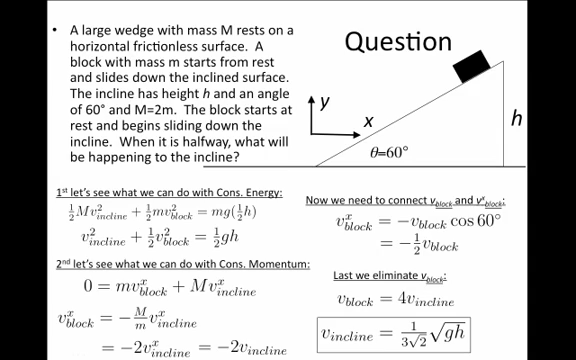 Question
• A large wedge with mass M rests on a
horizontal frictionless surface. A
block with mass m starts from rest
and slides down the inclined surface.
The incline has height h and an angle
of 60° and M=2m. The block starts at
rest and begins sliding down the
incline. When it is halfway, what will
be happening to the incline?
y
x
h
θ=60°
1st let's see what we can do with Cons. Energy:
½Mv²incline + ½mv²block = mg(½h)
v²incline + ½v²block = ½gh
2nd let's see what we can do with Cons. Momentum:
0 = mvˣblock + Mvˣincline
vˣblock = −M/m vˣincline
= −2vˣincline = −2vincline
Now we need to connect vblock and vˣblock:
vˣblock = −vblock cos 60°
= −½vblock
Last we eliminate vblock:
vblock = 4vincline
vincline = 1/(3√2) √gh